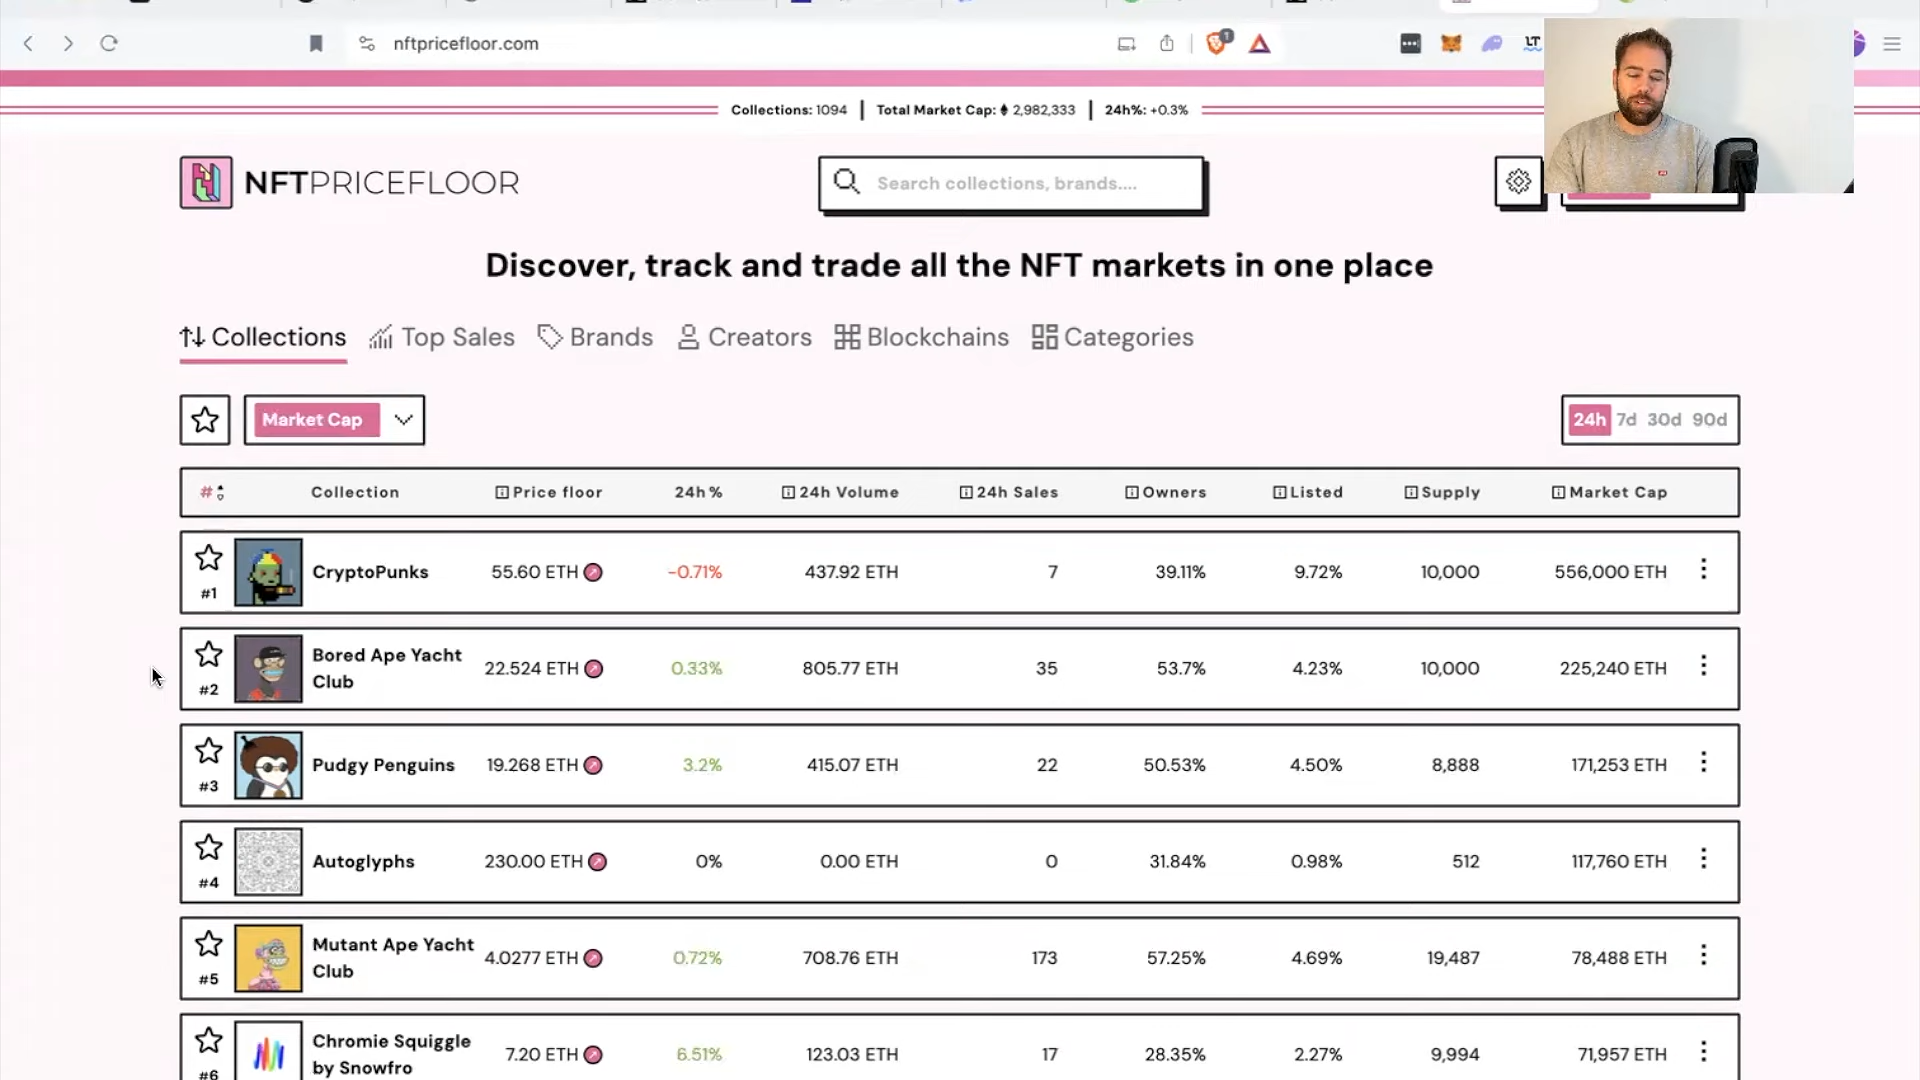 nftpricefloor.com
1
LT
Collections: 1094 | Total Market Cap: 2,982,333 | 24h%: +0.3%
NFTPRICEFLOOR
Search collections, brands....
Discover, track and trade all the NFT markets in one place
Collections Top Sales Brands Creators Blockchains Categories
Market Cap
24h 7d 30d 90d
# Collection Price floor 24h % 24h Volume 24h Sales Owners Listed Supply Market Cap
#1 CryptoPunks 55.60 ETH -0.71% 437.92 ETH 7 39.11% 9.72% 10,000 556,000 ETH
#2 Bored Ape Yacht Club 22.524 ETH 0.33% 805.77 ETH 35 53.7% 4.23% 10,000 225,240 ETH
#3 Pudgy Penguins 19.268 ETH 3.2% 415.07 ETH 22 50.53% 4.50% 8,888 171,253 ETH
#4 Autoglyphs 230.00 ETH 0% 0.00 ETH 0 31.84% 0.98% 512 117,760 ETH
#5 Mutant Ape Yacht Club 4.0277 ETH 0.72% 708.76 ETH 173 57.25% 4.69% 19,487 78,488 ETH
#6 Chromie Squiggle by Snowfro 7.20 ETH 6.51% 123.03 ETH 17 28.35% 2.27% 9,994 71,957 ETH